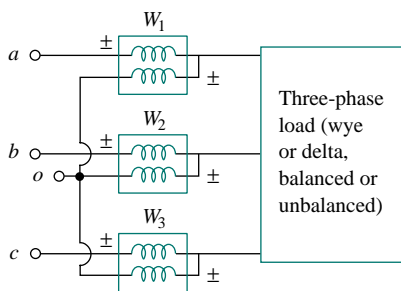 W1
a ±
±
Three-phase
load (wye
or delta,
balanced or
unbalanced)
W2
b ±
o ±
W3
c ±
±